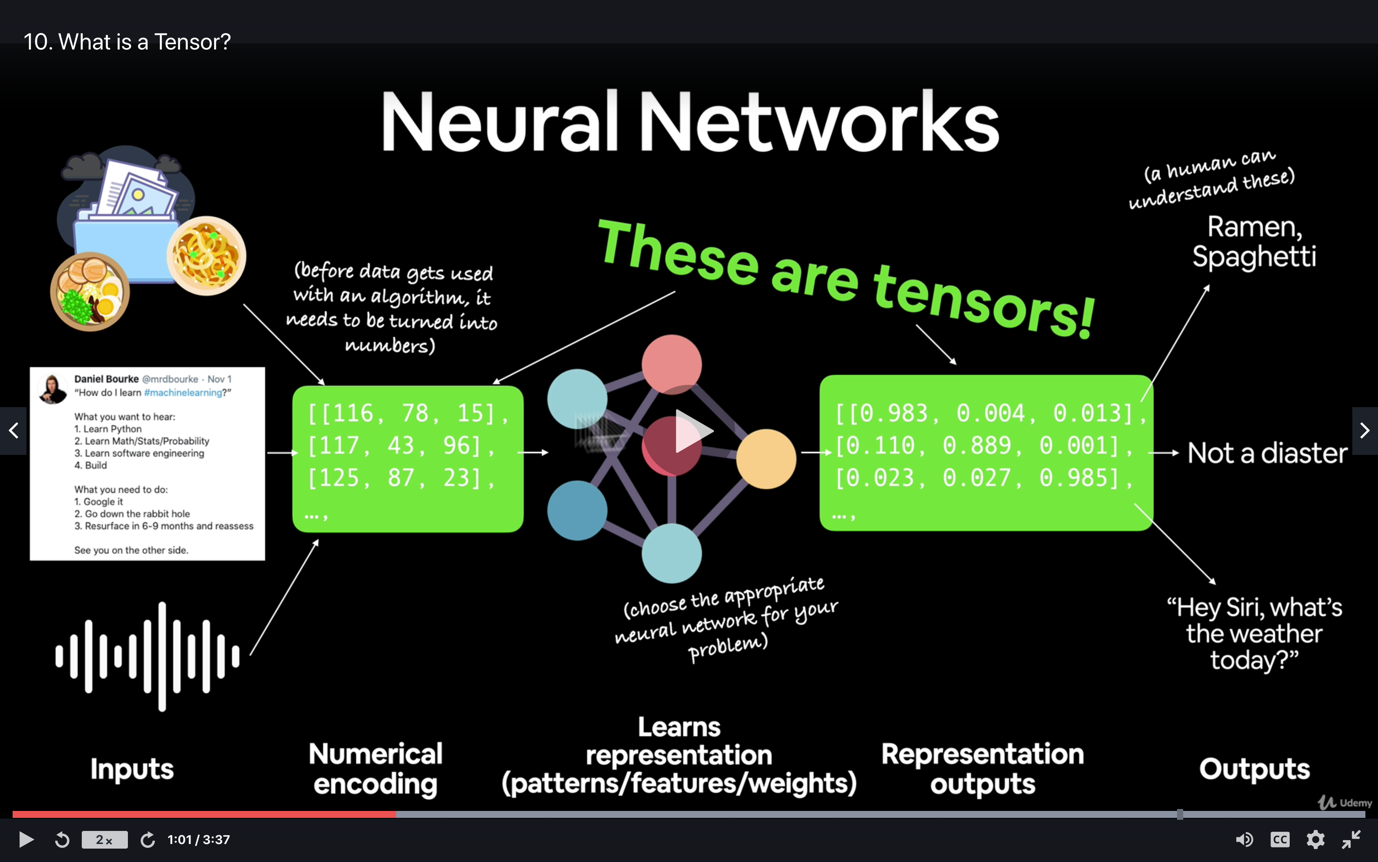 10. What is a Tensor?
Neural Networks
(a human can
understand these)
Ramen,
Spaghetti
These are tensors!
(before data gets used
with an algorithm, it
needs to be turned into
numbers)
Daniel Bourke @mrdbourke · Nov 1
"How do I learn #machinelearning?"
What you want to hear:
1. Learn Python
2. Learn Math/Stats/Probability
3. Learn software engineering
4. Build
What you need to do:
1. Google it
2. Go down the rabbit hole
3. Resurface in 6-9 months and reassess
See you on the other side.
[[116, 78, 15],
[117, 43, 96],
[125, 87, 23],
…,
[[0.983, 0.004, 0.013],
[0.110, 0.889, 0.001],
[0.023, 0.027, 0.985],
…,
Not a diaster
(choose the appropriate
neural network for your
problem)
“Hey Siri, what’s
the weather
today?”
Inputs
Numerical
encoding
Learns
representation
(patterns/features/weights)
Representation
outputs
Outputs
Udemy
2x
1:01 / 3:37
CC